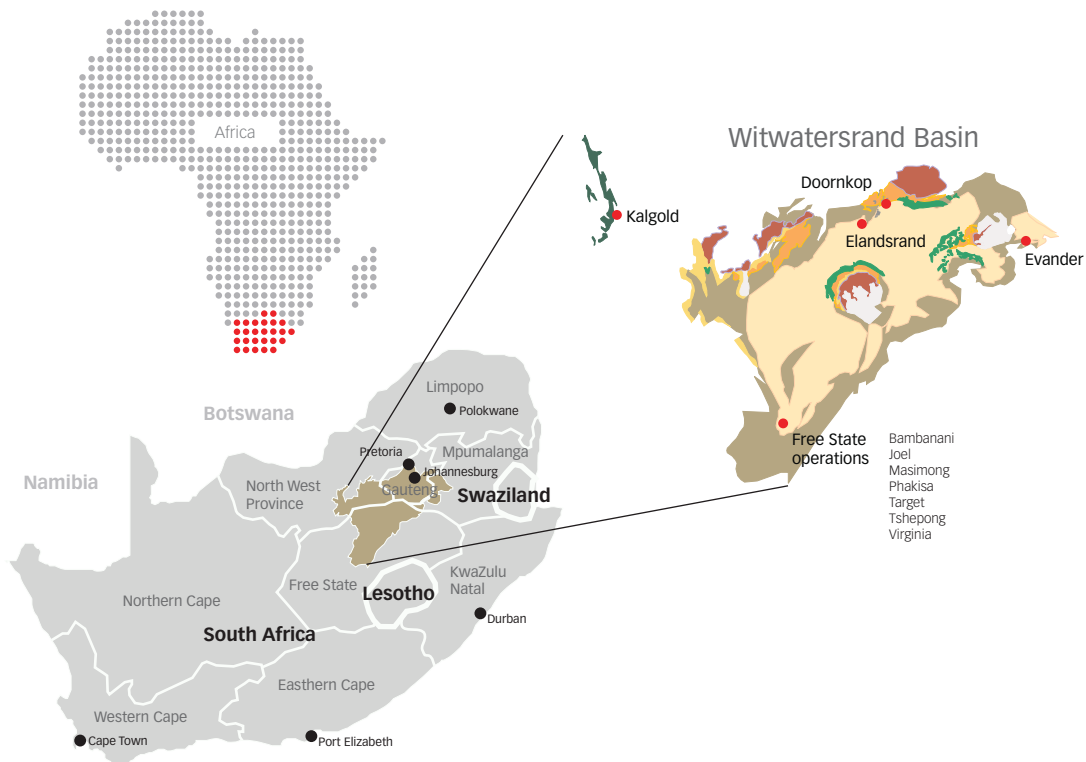 Africa
Witwatersrand Basin
Doornkop
Kalgold
Elandsrand
Evander
Free State
operations
Bambanani
Joel
Masimong
Phakisa
Target
Tshepong
Virginia
Botswana
Namibia
Limpopo
Polokwane
Pretoria
Mpumalanga
Johannesburg
Gauteng
North West
Province
Swaziland
Free State
Lesotho
KwaZulu
Natal
Northern Cape
Durban
South Africa
Easthern Cape
Western Cape
Cape Town
Port Elizabeth